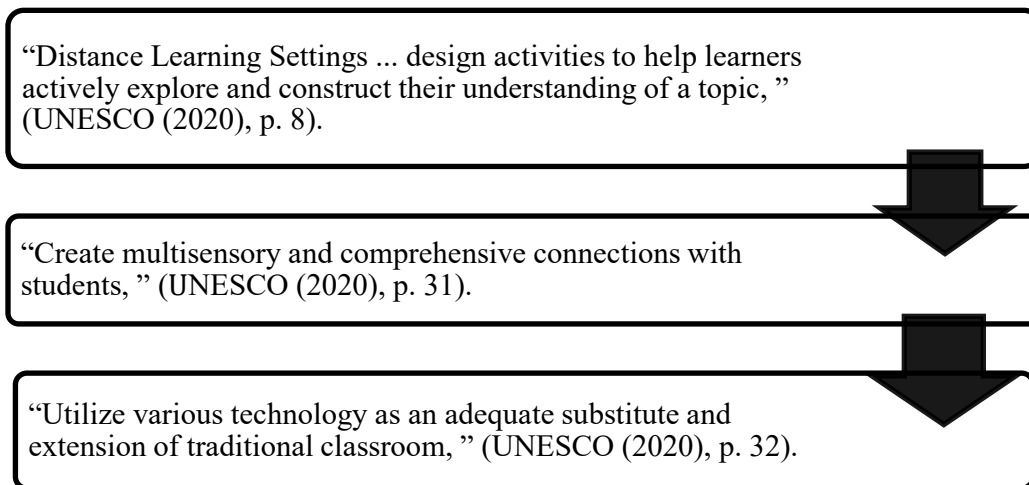 “Distance Learning Settings ... design activities to help learners
actively explore and construct their understanding of a topic, ”
(UNESCO (2020), p. 8).
“Create multisensory and comprehensive connections with
students, ” (UNESCO (2020), p. 31).
“Utilize various technology as an adequate substitute and
extension of traditional classroom, ” (UNESCO (2020), p. 32).